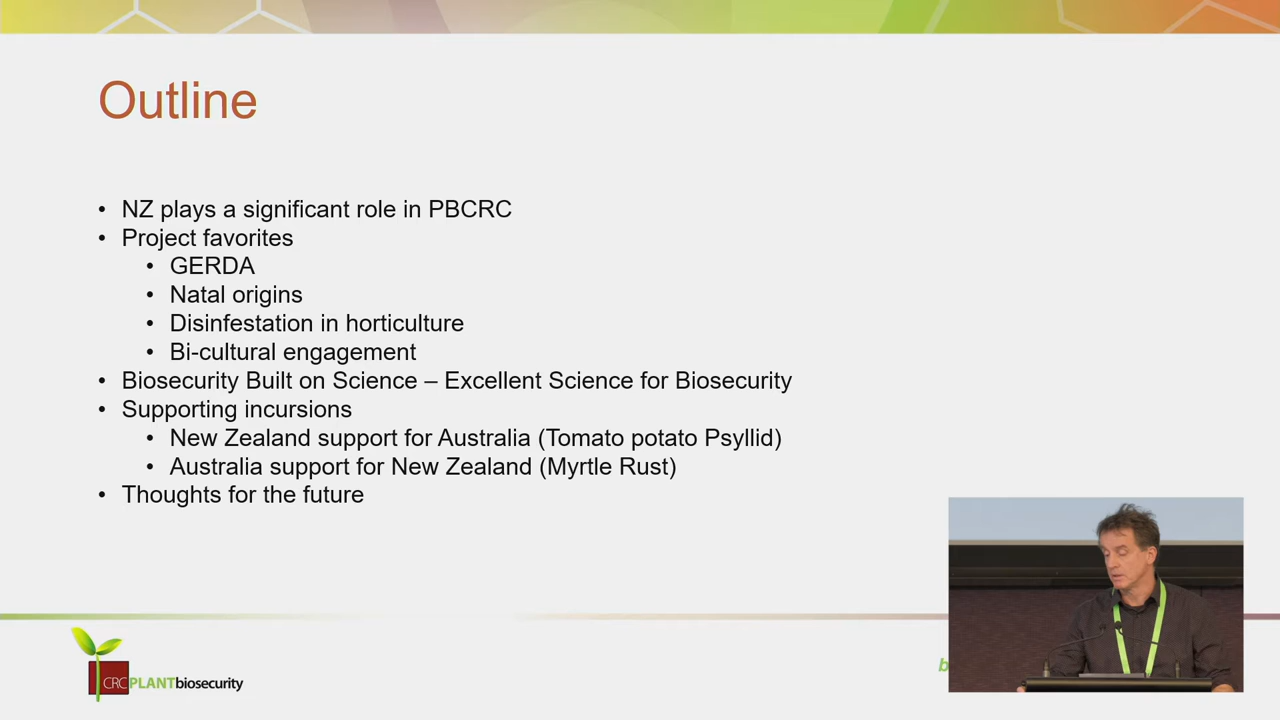 Outline
• NZ plays a significant role in PBCRC
• Project favorites
• GERDA
• Natal origins
• Disinfestation in horticulture
• Bi-cultural engagement
• Biosecurity Built on Science – Excellent Science for Biosecurity
• Supporting incursions
• New Zealand support for Australia (Tomato potato Psyllid)
• Australia support for New Zealand (Myrtle Rust)
• Thoughts for the future
CRCPLANTbiosecurity